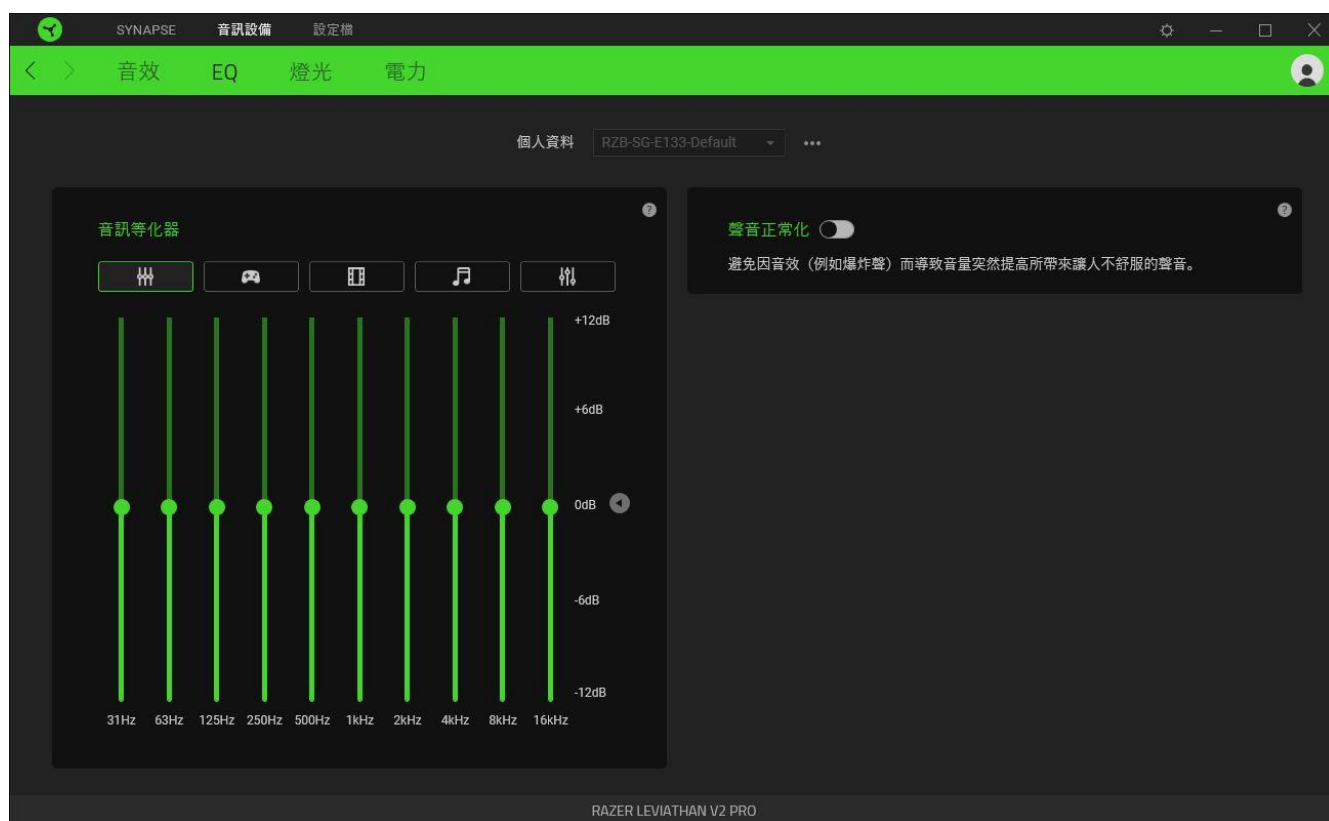 SYNAPSE 音訊設備 設定檔
音效 EQ 燈光 電力
個人資料 RZB-SG-E133-Default
音訊等化器
+12dB
+6dB
0dB
-6dB
-12dB
31Hz 63Hz 125Hz 250Hz 500Hz 1kHz 2kHz 4kHz 8kHz 16kHz
聲音正常化
避免因音效（例如爆炸聲）而導致音量突然提高所帶來讓人不舒服的聲音。
RAZER LEVIATHAN V2 PRO